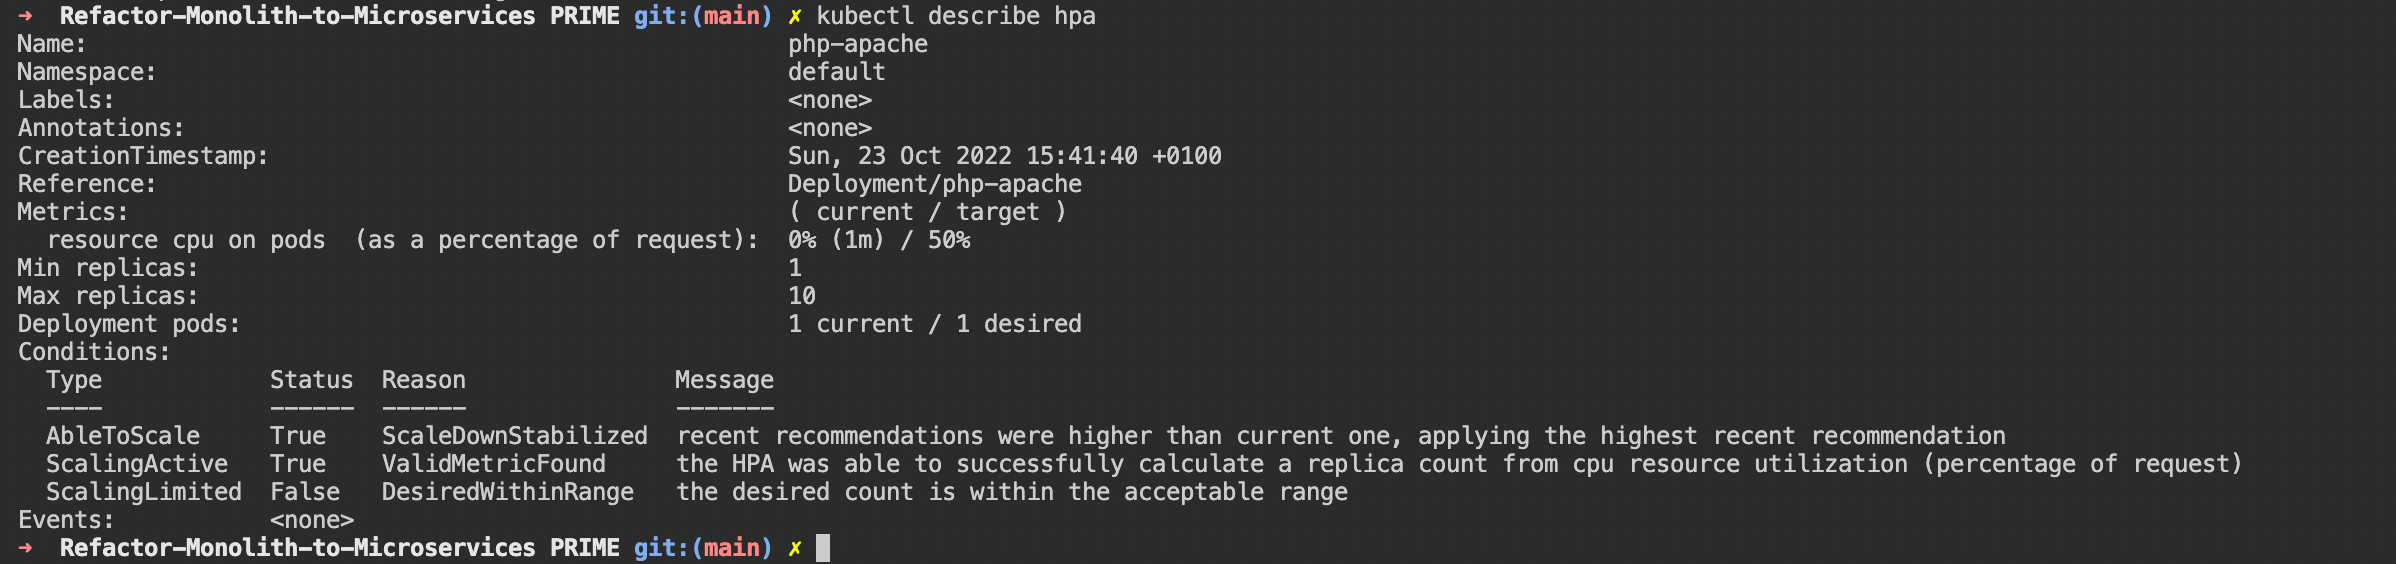 ➜  Refactor-Monolith-to-Microservices PRIME git:(main) ✗ kubectl describe hpa
Name:                                                  php-apache
Namespace:                                             default
Labels:                                                <none>
Annotations:                                           <none>
CreationTimestamp:                                     Sun, 23 Oct 2022 15:41:40 +0100
Reference:                                             Deployment/php-apache
Metrics:                                               ( current / target )
  resource cpu on pods  (as a percentage of request):  0% (1m) / 50%
Min replicas:                                          1
Max replicas:                                          10
Deployment pods:                                       1 current / 1 desired
Conditions:
  Type            Status  Reason               Message
  ----            ------  ------               -------
  AbleToScale     True    ScaleDownStabilized  recent recommendations were higher than current one, applying the highest recent recommendation
  ScalingActive   True    ValidMetricFound     the HPA was able to successfully calculate a replica count from cpu resource utilization (percentage of request)
  ScalingLimited  False   DesiredWithinRange   the desired count is within the acceptable range
Events:           <none>
➜  Refactor-Monolith-to-Microservices PRIME git:(main) ✗